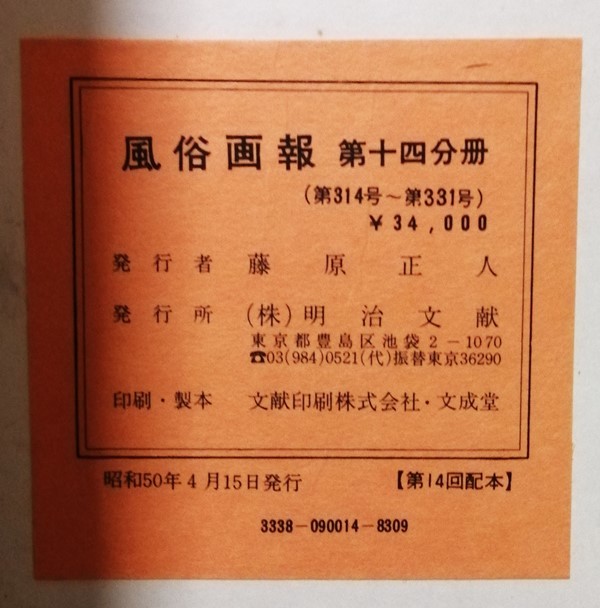 風俗画報 第十四分冊
(第314号～第331号)
¥34,000
発行者 藤原正人
発行所 (株)明治文献
東京都豊島区池袋2－1070
☎03(984)0521(代)振替東京36290
印刷・製本 文献印刷株式会社・文成堂
昭和50年4月15日発行 【第14回配本】
3338－090014－8309